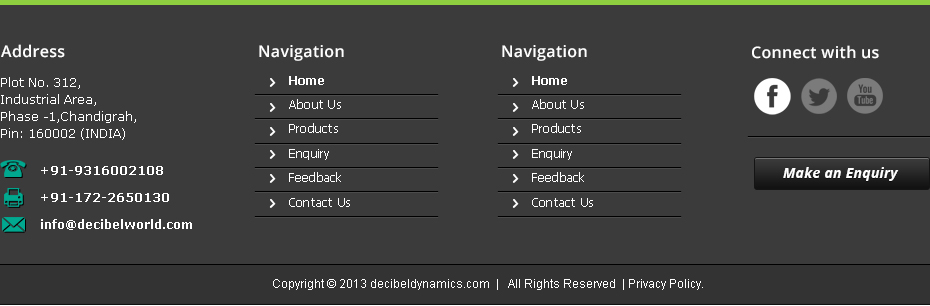 Address
Plot No. 312,
Industrial Area,
Phase -1,Chandigrah,
Pin: 160002 (INDIA)
+91-9316002108
+91-172-2650130
info@decibelworld.com
Navigation
Home
About Us
Products
Enquiry
Feedback
Contact Us
Navigation
Home
About Us
Products
Enquiry
Feedback
Contact Us
Connect with us
f
You
Tube
Make an Enquiry
Copyright © 2013 decibeldynamics.com | All Rights Reserved | Privacy Policy.